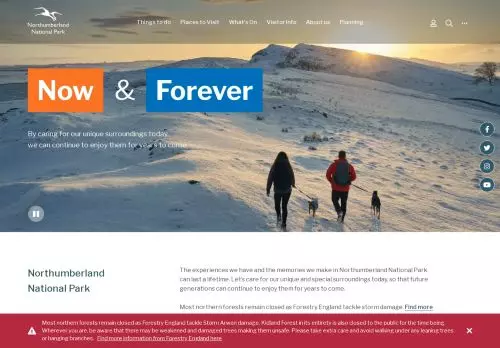 Northumberland
National Park
Things to do
Places to Visit
What's On
Visitor Info
About us
Planning
Now & Forever
By caring for our unique surroundings today,
we can continue to enjoy them for years to come.
Northumberland
National Park
The experiences we have and the memories we make in Northumberland National Park
can last a lifetime. Let's care for our unique and special surroundings today, so that future
generations can continue to enjoy them for years to come.
Most northern forests remain closed as Forestry England tackle storm damage. Find more
Most northern forests remain closed as Forestry England tackle Storm Arwen damage. Kidland Forest in its entirety is also closed to the public for the time being.
Wherever you are, be aware that there may be weakened and damaged trees making them unsafe. Please take extra care and avoid walking under any leaning trees
or hanging branches. Find more information from Forestry England here